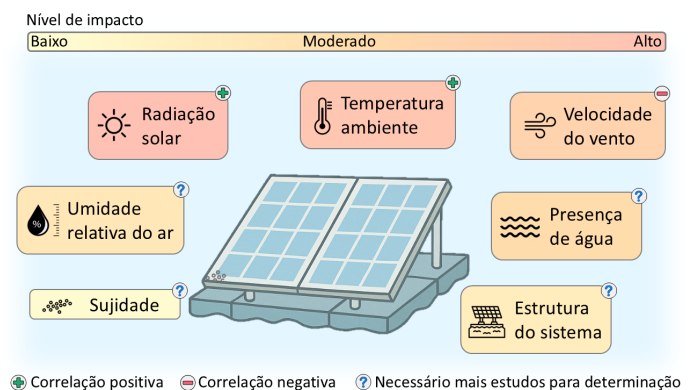 Nível de impacto
Baixo Moderado Alto
Radiação
solar
Temperatura
ambiente
Velocidade
do vento
%
Umidade
relativa do ar
Presença
de água
Sujidade
Estrutura
do sistema
Correlação positiva Correlação negativa ? Necessário mais estudos para determinação